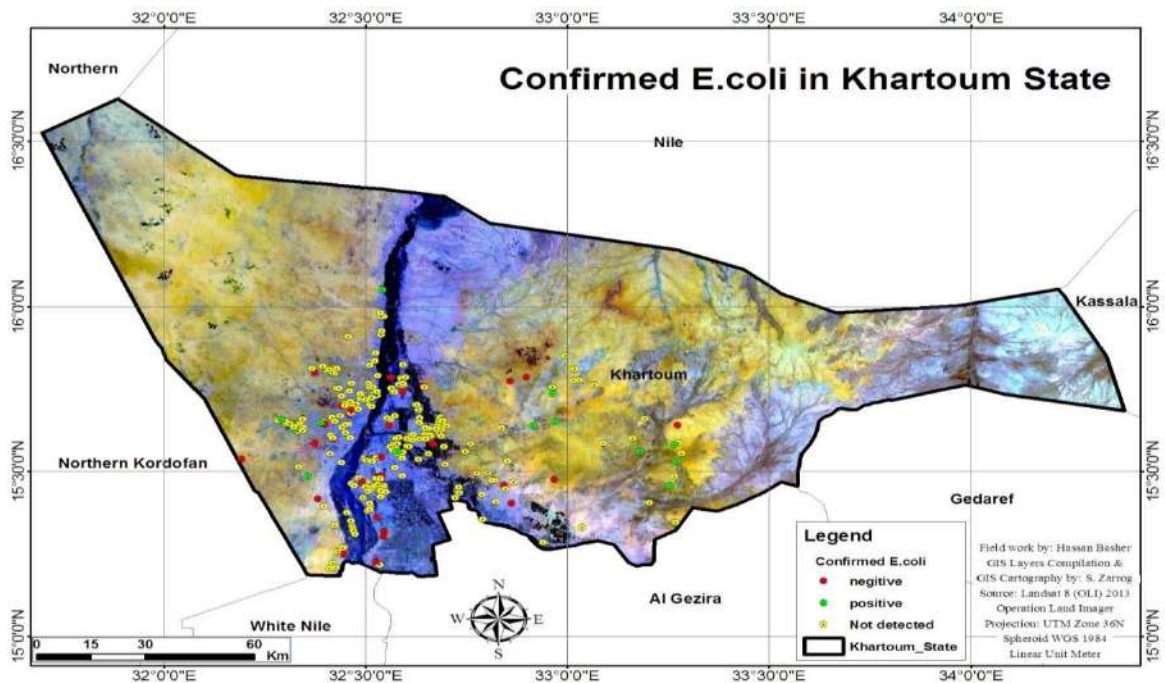 32°0'0"E 32°30'0"E 33°0'0"E 33°30'0"E 34°0'0"E
Northern
Confirmed E.coli in Khartoum State
Nile
16°30'0"N 16°30'0"N
16°0'0"N 16°0'0"N
Kassala
Khartoum
Northern Kordofan
15°30'0"N 15°30'0"N
Gedaref
Al Gezira
White Nile
15°0'0"N 15°0'0"N
N
W E
S
0 15 30 60
Km
Legend
Confirmed E.coli
negitive
positive
Not detected
Khartoum_State
Field work by: Hassan Basher
GIS Layers Compilation &
GIS Cartography by: S. Zarrog
Source: Landsat 8 (OLI) 2013
Operation Land Imager
Projection: UTM Zone 36N
Spheroid WGS 1984
Linear Unit Meter
32°0'0"E 32°30'0"E 33°0'0"E 33°30'0"E 34°0'0"E